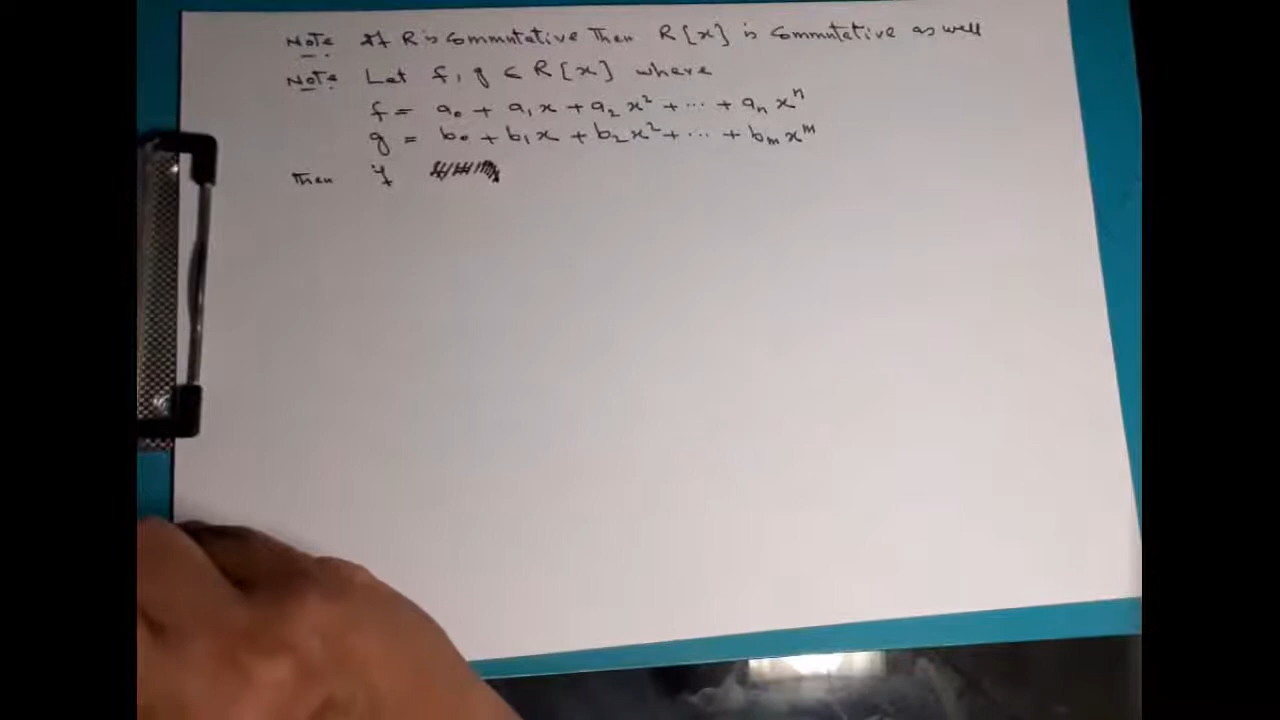 Note If R is commutative Then R[x] is commutative as well
Note Let f, g ⊂ R[x] where
f = a₀ + a₁x + a₂x² + ... + aₙxⁿ
g = b₀ + b₁x + b₂x² + ... + bₘxᵐ
Then if